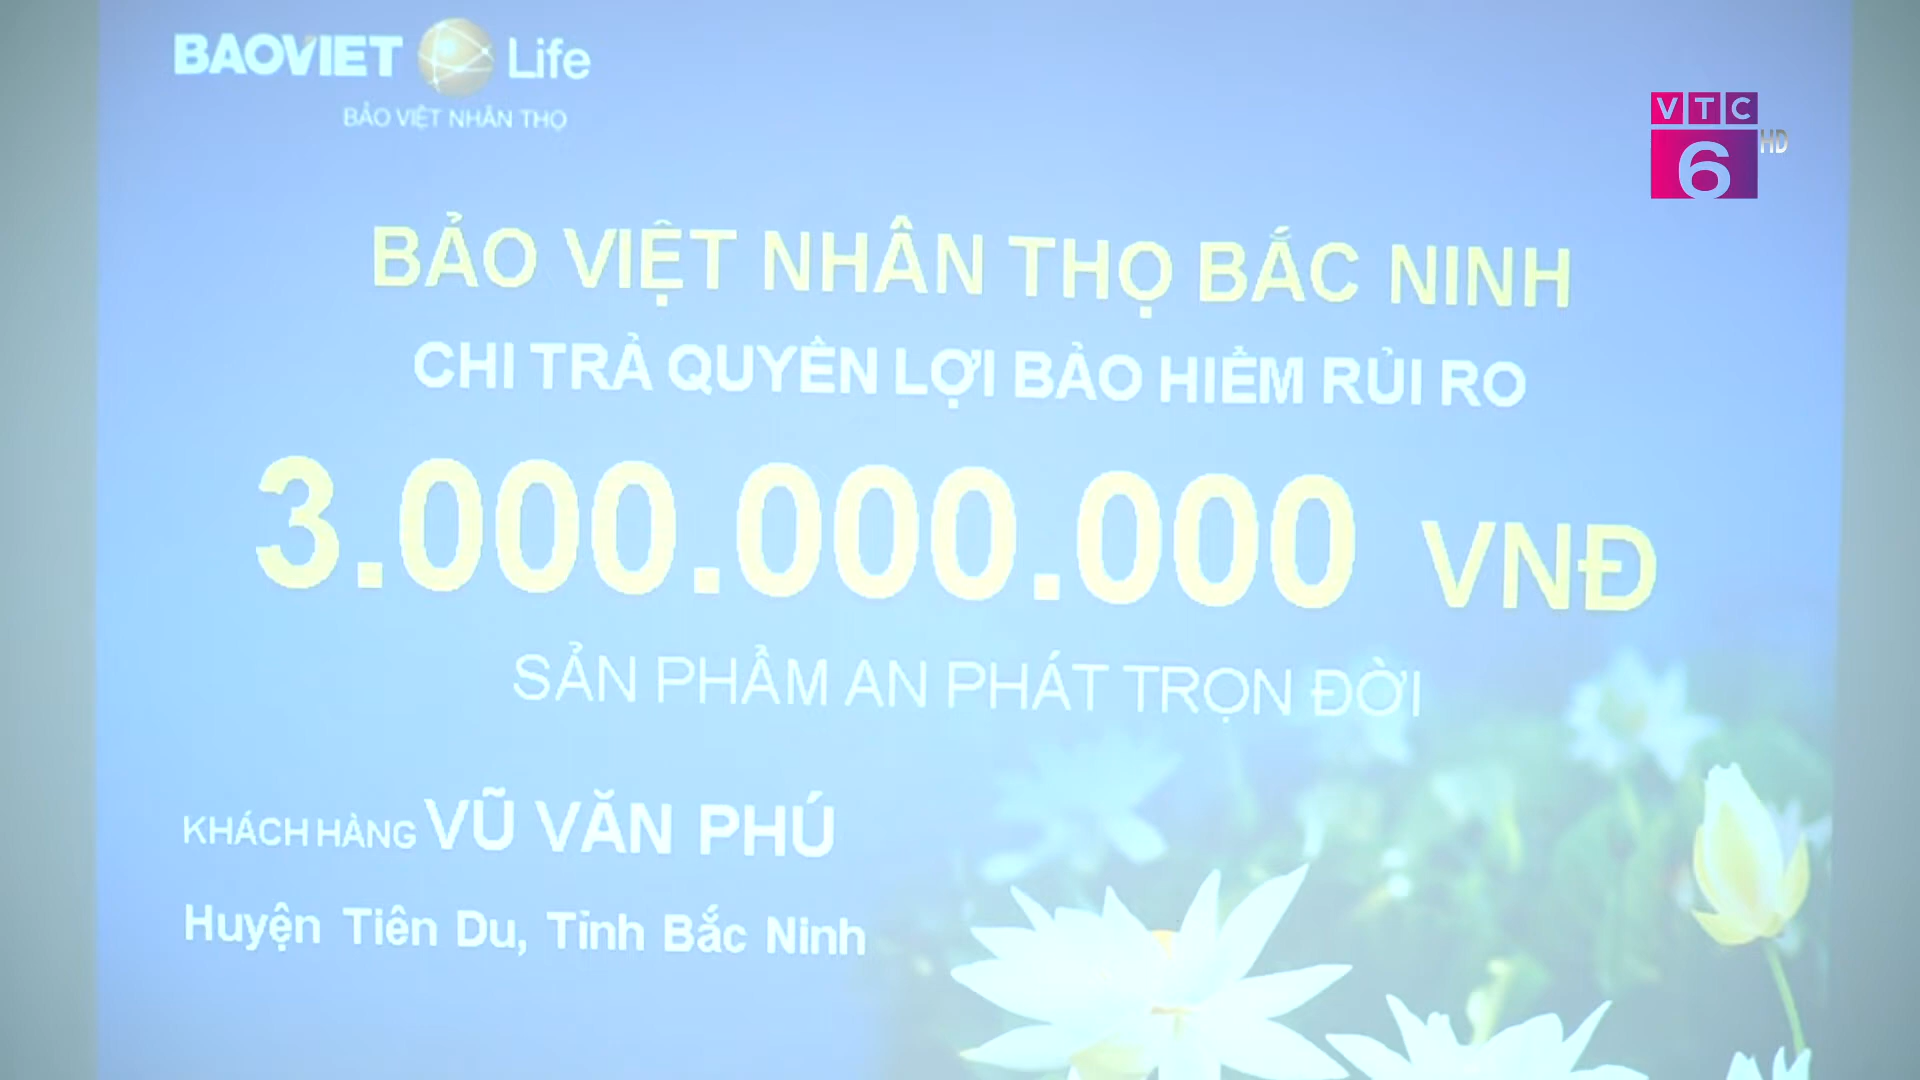 BAOVIET Life
BẢO VIỆT NHÂN THỌ
VTC
6 HD
BẢO VIỆT NHÂN THỌ BẮC NINH
CHI TRẢ QUYỀN LỢI BẢO HIỂM RỦI RO
3.000.000.000 VNĐ
SẢN PHẨM AN PHÁT TRỌN ĐỜI
KHÁCH HÀNG VŨ VĂN PHÚ
Huyện Tiên Du, Tỉnh Bắc Ninh